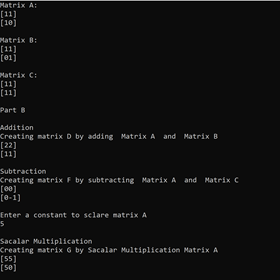 Matrix A:
[11]
[10]
Matrix B:
[11]
[01]
Matrix C:
[11]
[11]
Part B
Addition
Creating matrix D by adding  Matrix A  and  Matrix B
[22]
[11]
Subtraction
Creating matrix F by subtracting  Matrix A  and  Matrix C
[00]
[0-1]
Enter a constant to sclare matrix A
5
Sacalar Multiplication
Creating matrix G by Sacalar Multiplication Matrix A
[55]
[50]